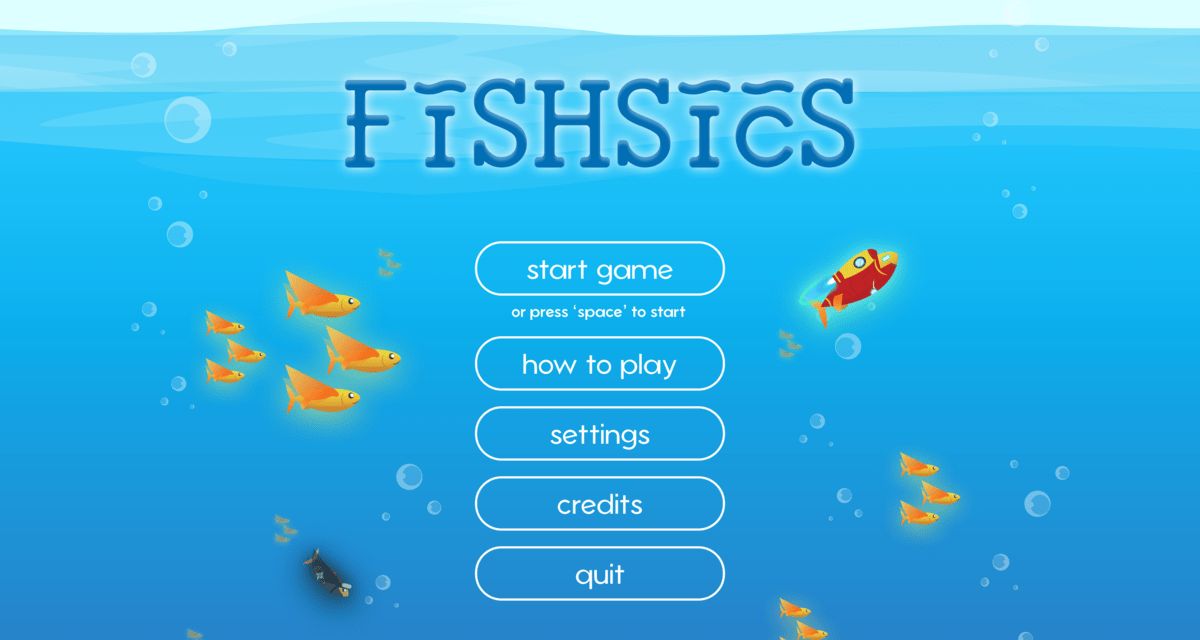 FiSHSicS
start game
or press ‘space’ to start
how to play
settings
credits
quit